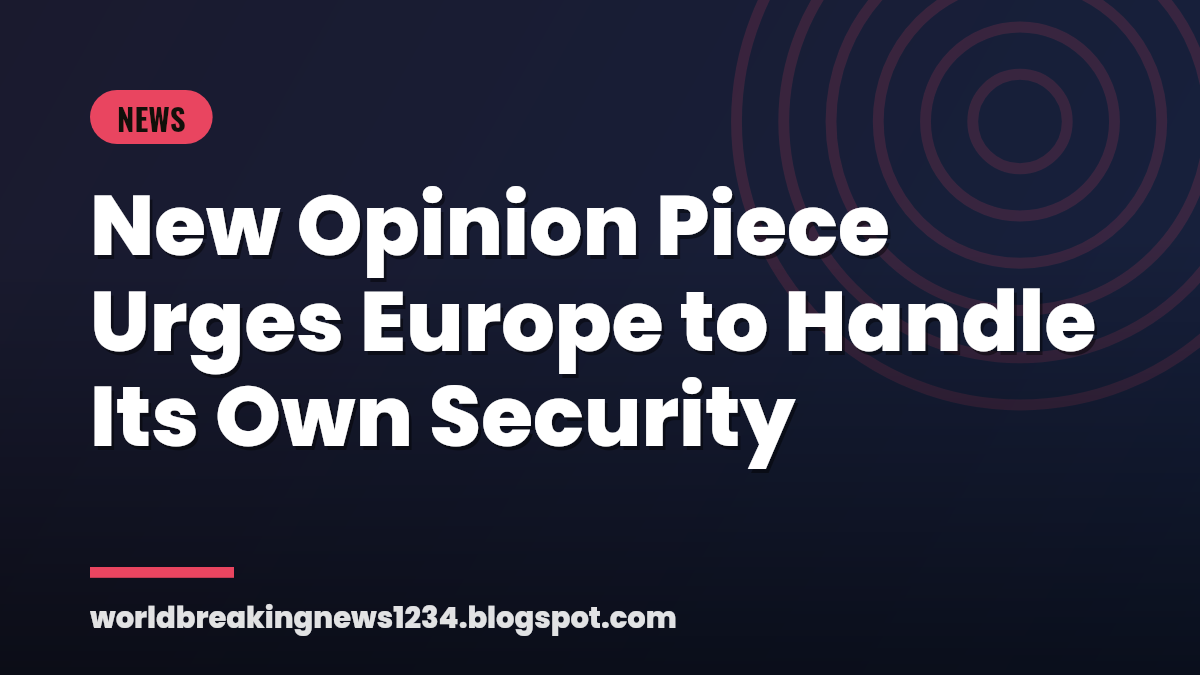 NEWS
New Opinion Piece
Urges Europe to Handle
Its Own Security
worldbreakingnews1234.blogspot.com